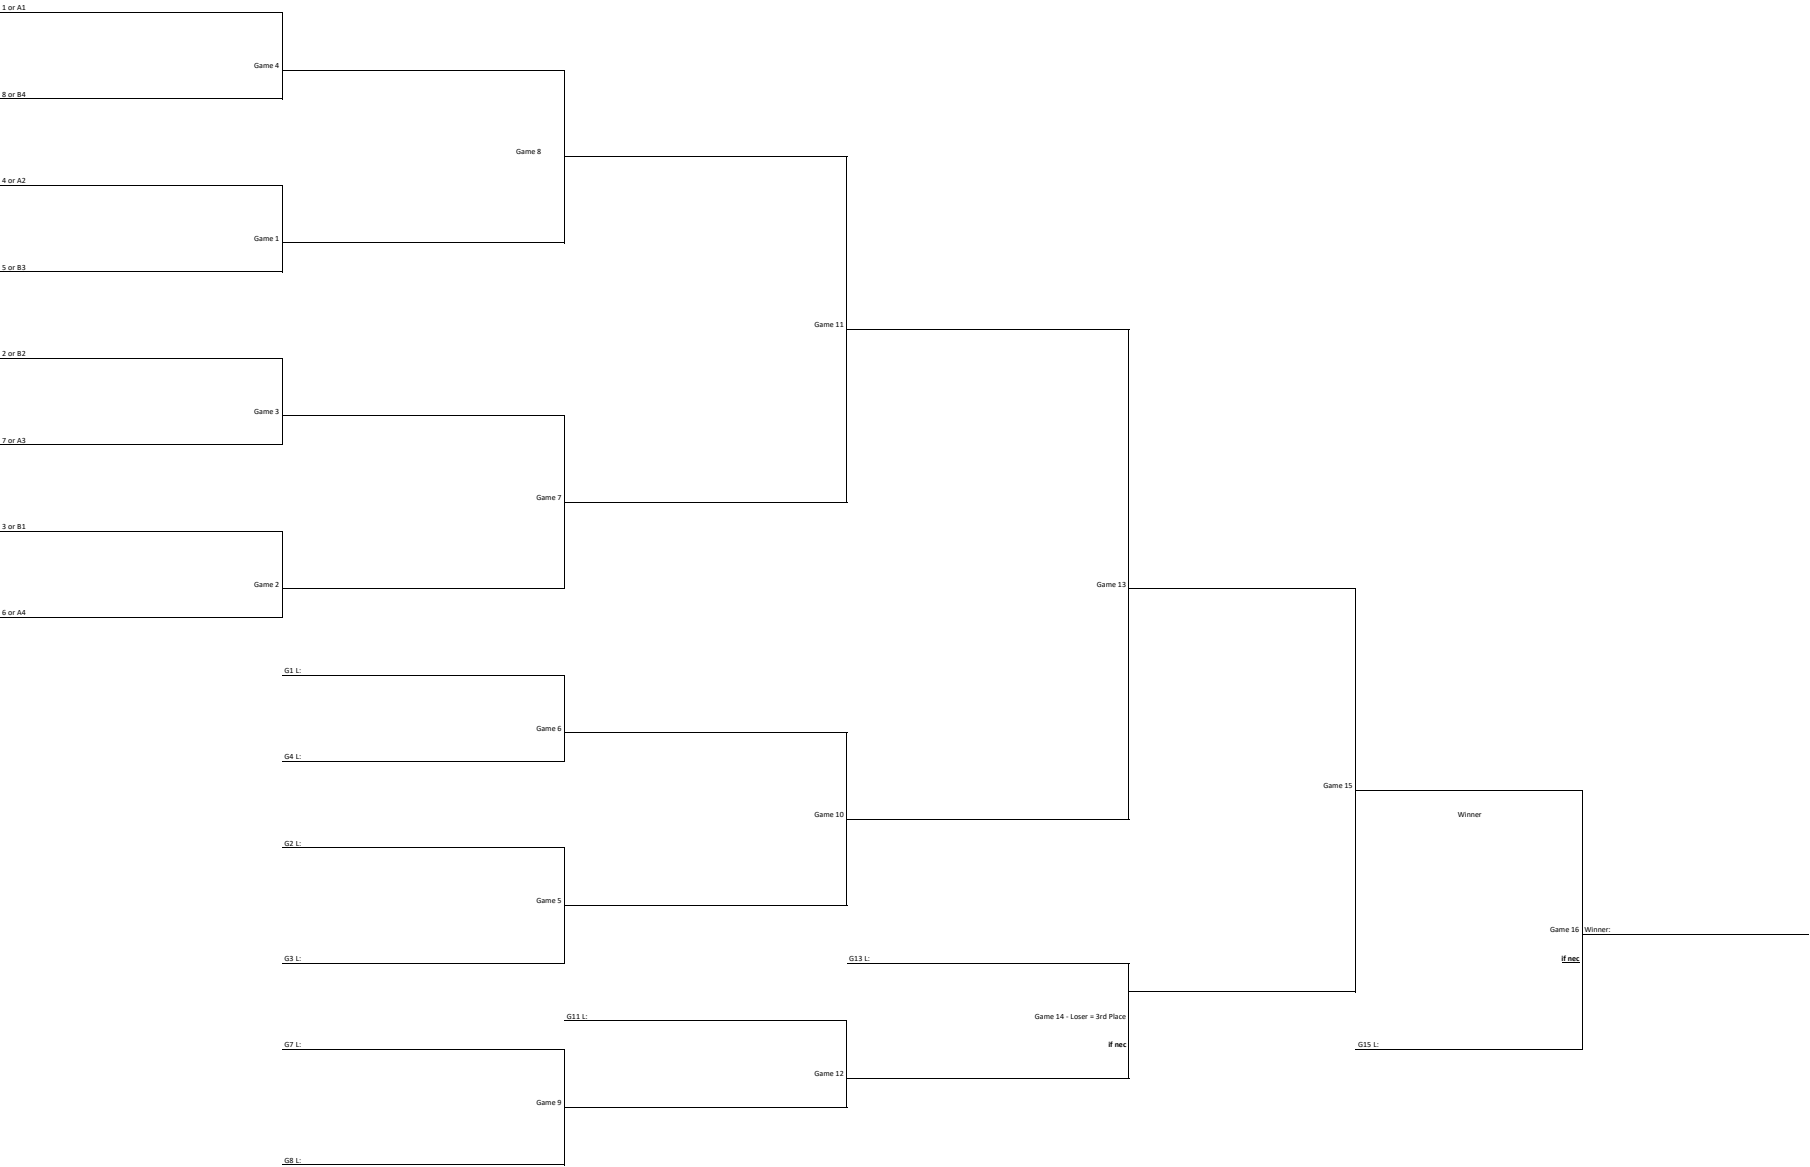 1 or A1
Game 4
8 or B4
Game 8
4 or A2
Game 1
5 or B3
Game 11
2 or B2
Game 3
7 or A3
Game 7
3 or B1
Game 2
Game 13
6 or A4
G1 L:
Game 6
G4 L:
Game 15
Game 10
Winner
G2 L:
Game 5
Game 16 Winner:
G3 L:
G13 L:
if nec
G11 L:
Game 14 - Loser = 3rd Place
G7 L:
if nec
G15 L:
Game 12
Game 9
G8 L: